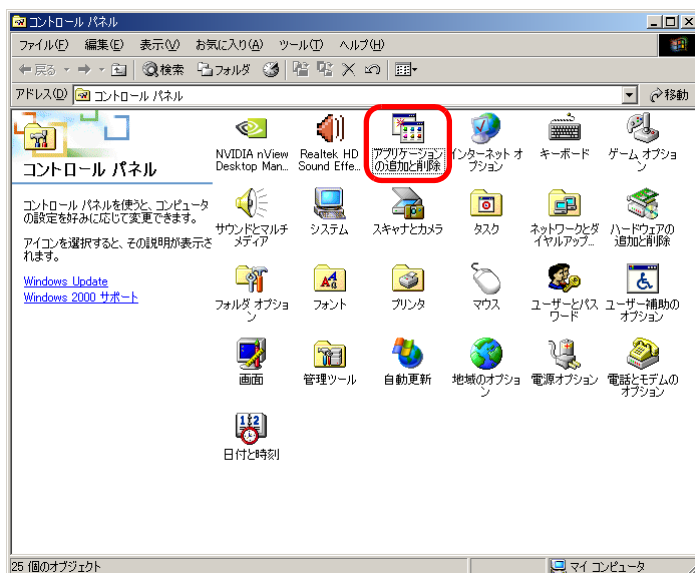 コントロール パネル
ファイル(F) 編集(E) 表示(V) お気に入り(A) ツール(T) ヘルプ(H)
戻る 検索 フォルダ
アドレス(D) コントロール パネル 移動
コントロール パネル
コントロール パネルを使うと、コンピュータ
の設定を好みに応じて変更できます。
アイコンを選択すると、その説明が表示さ
れます。
Windows Update
Windows 2000 サポート
NVIDIA nView
Desktop Man...
Realtek HD
Sound Effe...
アプリケーション
の追加と削除
インターネット オ
プション
キーボード
ゲーム オプショ
ン
サウンドとマルチ
メディア
システム
スキャナとカメラ
タスク
ネットワークとダ
イヤルアップ...
ハードウェアの
追加と削除
フォルダ オプショ
ン
フォント
プリンタ
マウス
ユーザーとパス
ワード
ユーザー補助の
オプション
画面
管理ツール
自動更新
地域のオプショ
ン
電源オプション
電話とモデムの
オプション
日付と時刻
25 個のオブジェクト マイ コンピュータ